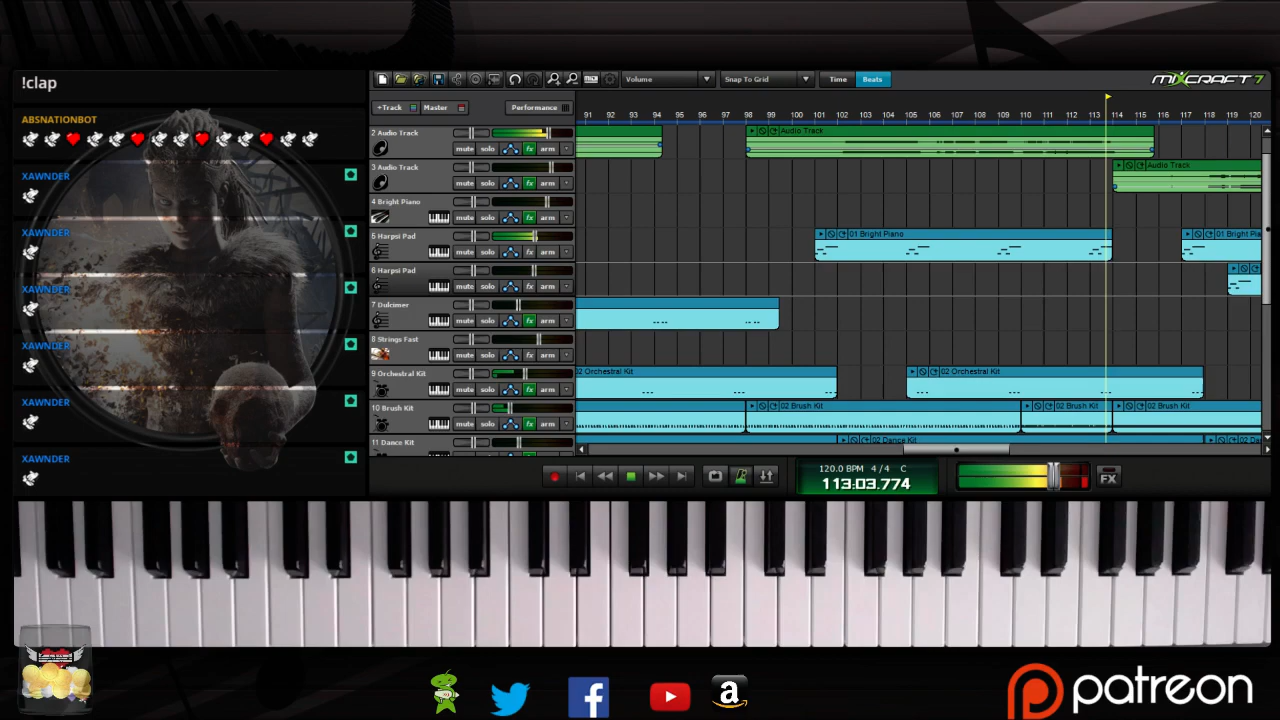 !clap
ABSNATIONBOT
XAWNDER
XAWNDER
XAWNDER
XAWNDER
XAWNDER
XAWNDER
Volume
Snap To Grid
Time
Beats
MIXCRAFT 7
+Track
Master
Performance
91 92 93 94 95 96 97 98 99 100 101 102 103 104 105 106 107 108 109 110 111 112 113 114 115 116 117 118 119 120
2 Audio Track
mute solo fx arm
Audio Track
3 Audio Track
mute solo fx arm
Audio Track
4 Bright Piano
mute solo fx arm
5 Harpsi Pad
mute solo fx arm
01 Bright Piano
01 Bright Pia
6 Harpsi Pad
mute solo fx arm
7 Dulcimer
mute solo fx arm
8 Strings Fast
mute solo fx arm
9 Orchestral Kit
mute solo fx arm
02 Orchestral Kit
02 Orchestral Kit
10 Brush Kit
mute solo fx arm
02 Brush Kit
02 Brush Kit
02 Brush Kit
11 Dance Kit
02 Dance Kit
02 Da
120.0 BPM 4 / 4 C
113:03.774
FX
patreon